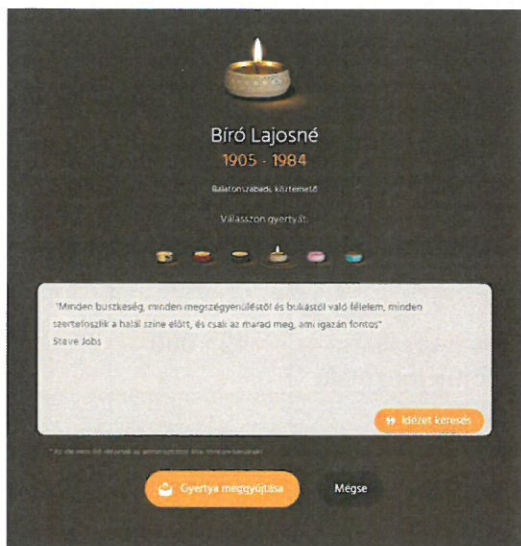 Bíró Lajosné
1905 - 1984
Balatonszabadi, köztemető
Válasszon gyertyát:
"Minden büszkeség, minden megszégyenüléstől és bukástól való félelem, minden
szertefoszlik a halál színe előtt, és csak az marad meg, ami igazán fontos"
Steve Jobs
Idézet keresés
Gyertya meggyújtása
Mégse